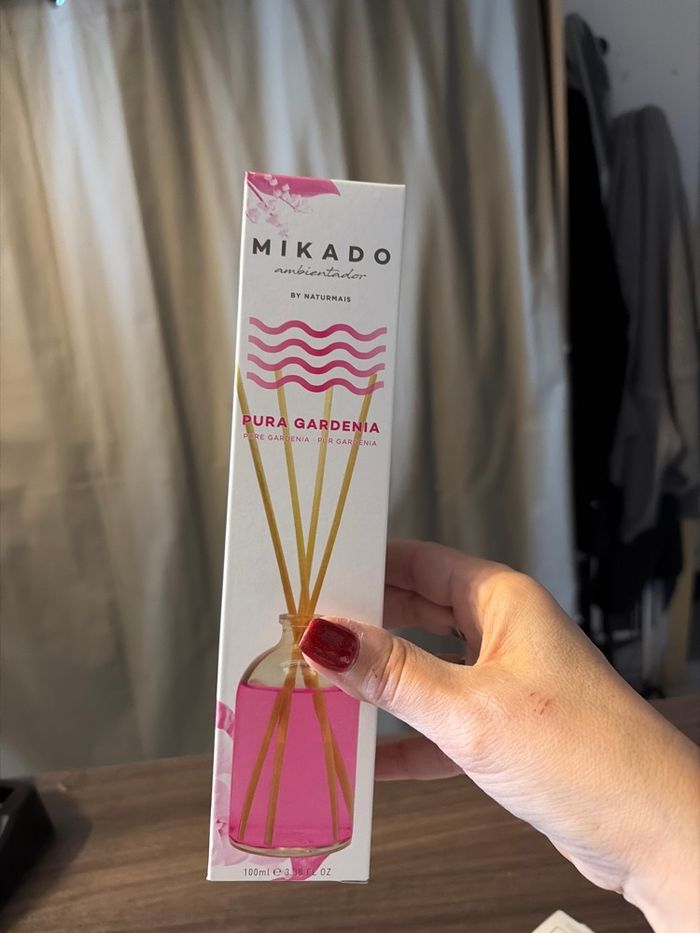 MIKADO
ambientador
BY NATURMAIS
PURA GARDENIA
PURE GARDENIA · PUR GARDENIA
100ml ℮ 3.38 FL OZ